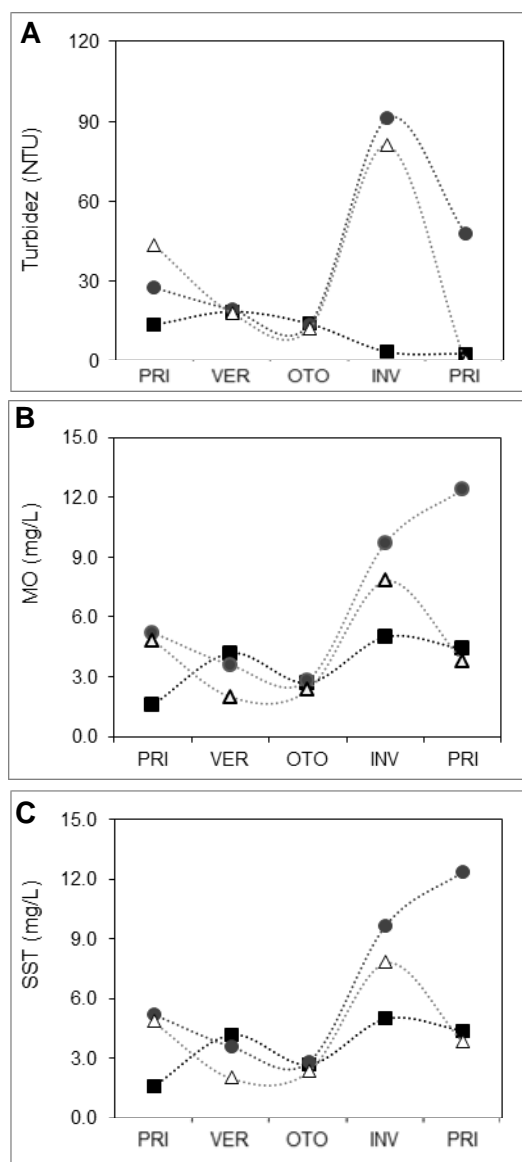 A
Turbidez (NTU)
120
90
60
30
0
PRI VER OTO INV PRI
B
MO (mg/L)
15.0
12.0
9.0
6.0
3.0
0.0
PRI VER OTO INV PRI
C
SST (mg/L)
15.0
12.0
9.0
6.0
3.0
0.0
PRI VER OTO INV PRI